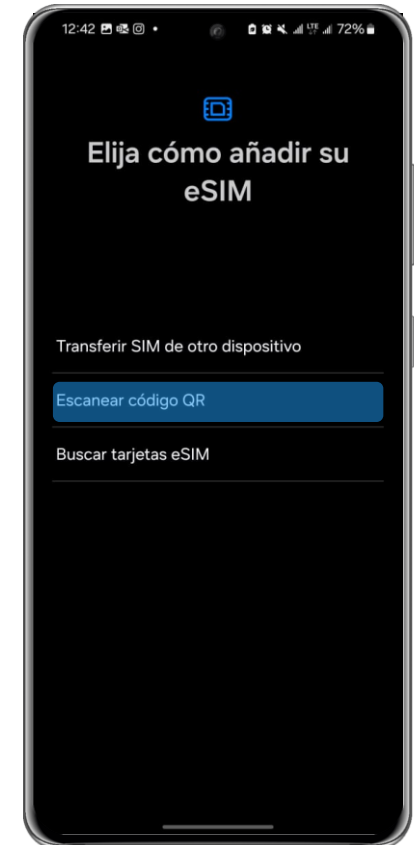 12:42
LTE 72%
Elija cómo añadir su
eSIM
Transferir SIM de otro dispositivo
Escanear código QR
Buscar tarjetas eSIM